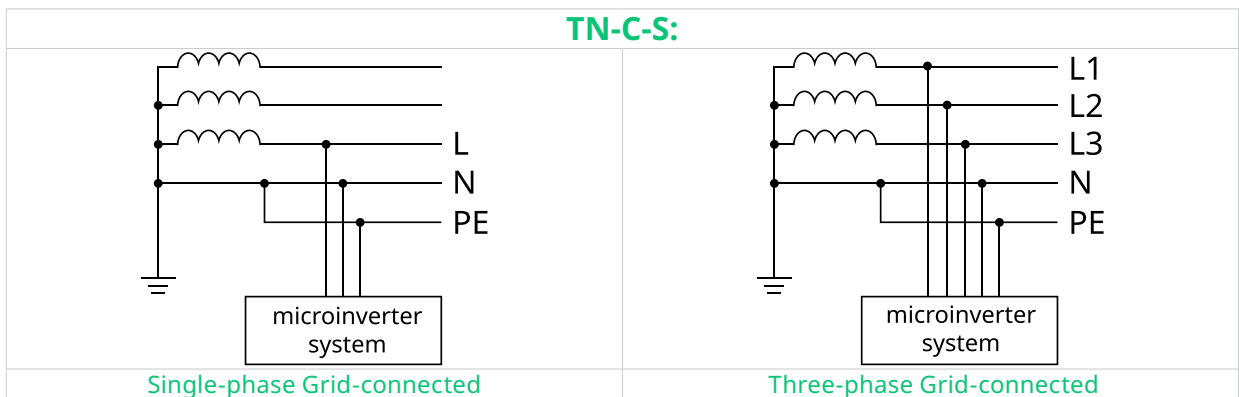 TN-C-S:
L
N
PE
microinverter
system
Single-phase Grid-connected
L1
L2
L3
N
PE
microinverter
system
Three-phase Grid-connected